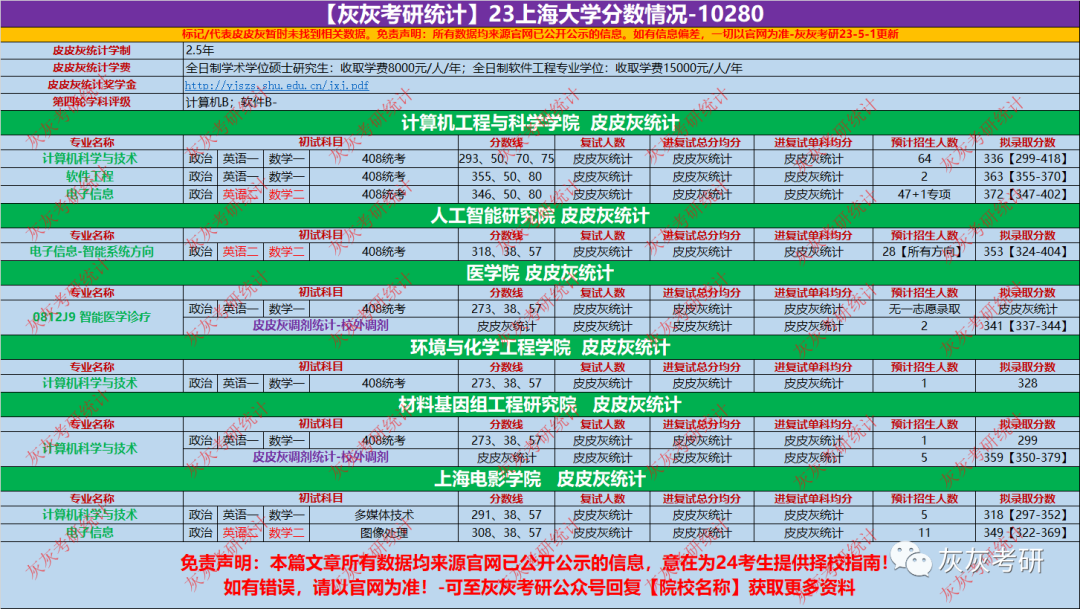 【灰灰考研统计】23上海大学分数情况-10280
标记/代表皮皮灰暂时未找到相关数据。免责声明：所有数据均来源官网已公开公示的信息。如有信息偏差，一切以官网为准-灰灰考研23-5-1更新
皮皮灰统计学制 2.5年
皮皮灰统计学费 全日制学术学位硕士研究生：收取学费8000元/人/年；全日制软件工程专业学位：收取学费15000元/人/年
皮皮灰统计奖学金 http://yjszs.shu.edu.cn/jxj.pdf
第四轮学科评级 计算机B；软件B-
计算机工程与科学学院 皮皮灰统计
专业名称 初试科目 分数线 复试人数 进复试总分均分 进复试单科均分 预计招生人数 拟录取分数
计算机科学与技术 政治 英语一 数学一 408统考 293、50、70、75 皮皮灰统计 皮皮灰统计 皮皮灰统计 64 336【299-418】
软件工程 政治 英语一 数学一 408统考 355、50、80 皮皮灰统计 皮皮灰统计 皮皮灰统计 2 363【355-370】
电子信息 政治 英语二 数学二 408统考 346、50、80 皮皮灰统计 皮皮灰统计 皮皮灰统计 47+1专项 372【347-402】
人工智能研究院 皮皮灰统计
专业名称 初试科目 分数线 复试人数 进复试总分均分 进复试单科均分 预计招生人数 拟录取分数
电子信息-智能系统方向 政治 英语二 数学二 408统考 318、38、57 皮皮灰统计 皮皮灰统计 皮皮灰统计 28【所有方向】 353【324-404】
医学院 皮皮灰统计
专业名称 初试科目 分数线 复试人数 进复试总分均分 进复试单科均分 预计招生人数 拟录取分数
0812J9 智能医学诊疗 政治 英语一 数学一 408统考 273、38、57 皮皮灰统计 皮皮灰统计 皮皮灰统计 无一志愿录取 皮皮灰统计
皮皮灰调剂统计-校外调剂 皮皮灰统计 皮皮灰统计 皮皮灰统计 皮皮灰统计 2 341【337-344】
环境与化学工程学院 皮皮灰统计
专业名称 初试科目 分数线 复试人数 进复试总分均分 进复试单科均分 预计招生人数 拟录取分数
计算机科学与技术 政治 英语一 数学一 408统考 273、38、57 皮皮灰统计 皮皮灰统计 皮皮灰统计 1 328
材料基因组工程研究院 皮皮灰统计
专业名称 初试科目 分数线 复试人数 进复试总分均分 进复试单科均分 预计招生人数 拟录取分数
计算机科学与技术 政治 英语一 数学一 408统考 273、38、57 皮皮灰统计 皮皮灰统计 皮皮灰统计 1 299
皮皮灰调剂统计-校外调剂 皮皮灰统计 皮皮灰统计 皮皮灰统计 皮皮灰统计 5 359【350-379】
上海电影学院 皮皮灰统计
专业名称 初试科目 分数线 复试人数 进复试总分均分 进复试单科均分 预计招生人数 拟录取分数
计算机科学与技术 政治 英语一 数学一 多媒体技术 291、38、57 皮皮灰统计 皮皮灰统计 皮皮灰统计 5 318【297-352】
电子信息 政治 英语二 数学二 图像处理 308、38、57 皮皮灰统计 皮皮灰统计 皮皮灰统计 11 349【322-369】
免责声明：本篇文章所有数据均来源官网已公开公示的信息，意在为24考生提供择校指南！
如有错误，请以官网为准！-可至灰灰考研公众号回复【院校名称】获取更多资料
灰灰考研
灰灰考研统计